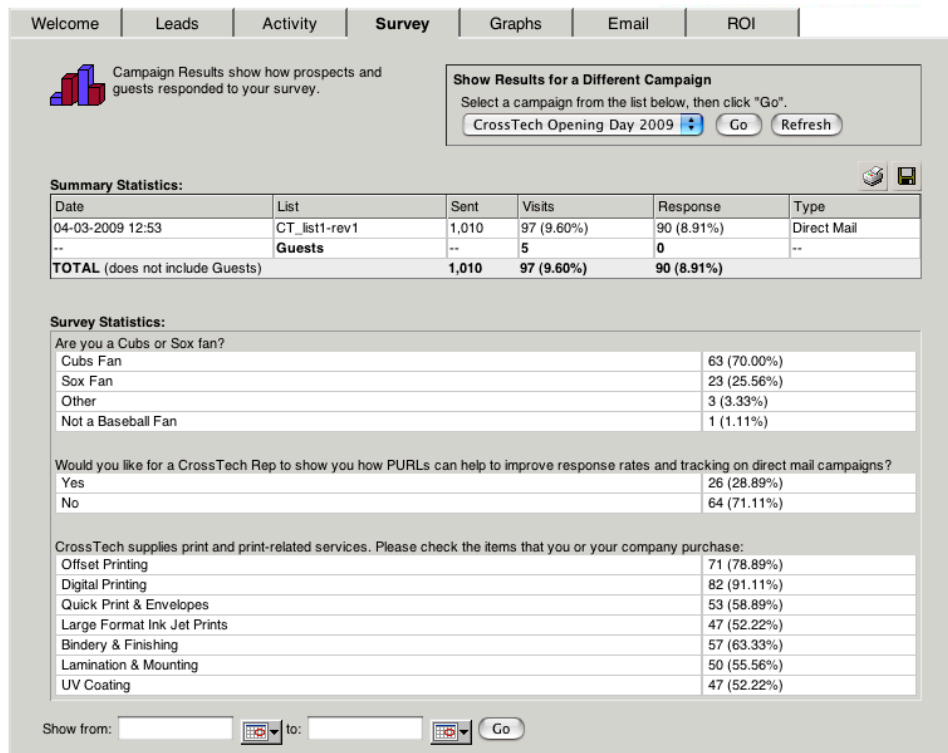 Welcome Leads Activity Survey Graphs Email ROI
Campaign Results show how prospects and
guests responded to your survey.
Show Results for a Different Campaign
Select a campaign from the list below, then click "Go".
CrossTech Opening Day 2009 Go Refresh
Summary Statistics:
Date List Sent Visits Response Type
04-03-2009 12:53 CT_list1-rev1 1,010 97 (9.60%) 90 (8.91%) Direct Mail
-- Guests -- 5 0 --
TOTAL (does not include Guests) 1,010 97 (9.60%) 90 (8.91%)
Survey Statistics:
Are you a Cubs or Sox fan?
Cubs Fan 63 (70.00%)
Sox Fan 23 (25.56%)
Other 3 (3.33%)
Not a Baseball Fan 1 (1.11%)
Would you like for a CrossTech Rep to show you how PURLs can help to improve response rates and tracking on direct mail campaigns?
Yes 26 (28.89%)
No 64 (71.11%)
CrossTech supplies print and print-related services. Please check the items that you or your company purchase:
Offset Printing 71 (78.89%)
Digital Printing 82 (91.11%)
Quick Print & Envelopes 53 (58.89%)
Large Format Ink Jet Prints 47 (52.22%)
Bindery & Finishing 57 (63.33%)
Lamination & Mounting 50 (55.56%)
UV Coating 47 (52.22%)
Show from: to: Go